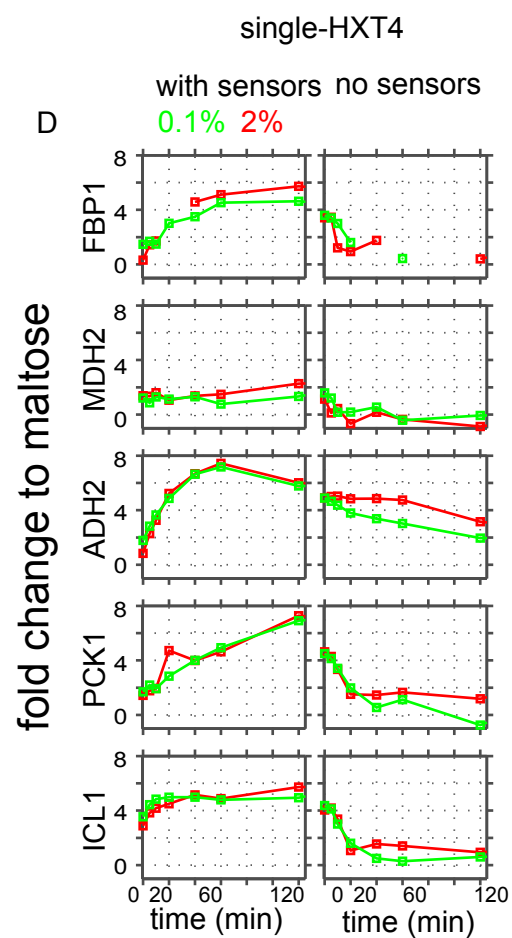 single-HXT4
with sensors no sensors
D 0.1% 2%
FBP1
8
4
0
MDH2
8
4
0
ADH2
8
4
0
PCK1
8
4
0
ICL1
8
4
0
fold change to maltose
0 20 60 120 0 20 60 120
time (min) time (min)